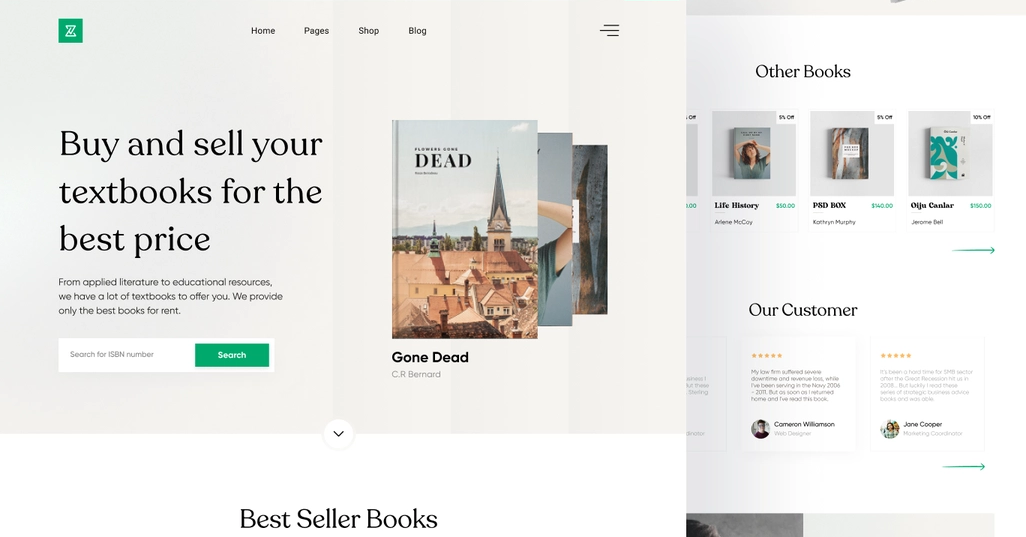 Home Pages Shop Blog
Buy and sell your
textbooks for the
best price
From applied literature to educational resources,
we have a lot of textbooks to offer you. We provide
only the best books for rent.
Search for ISBN number
Search
FLOWERS GONE
DEAD
Gone Dead
C.R Bernard
Best Seller Books
Other Books
Off
5% Off
5% Off
10% Off
Life History $50.00
Arlene McCoy
PSD BOX $140.00
Kathryn Murphy
Oiju Canlar $150.00
Jerome Bell
Our Customer
My law firm suffered severe
downtime and revenue loss, while
I've been serving in the Navy 2006
- 2011. But as soon as I returned
home and I've read this book.
Cameron Williamson
Web Designer
It's been a hard time for SMB sector
after the Great Recession hit us in
2008... But luckily I read these
series of strategic business advice
books and was able.
Jane Cooper
Marketing Coordinator